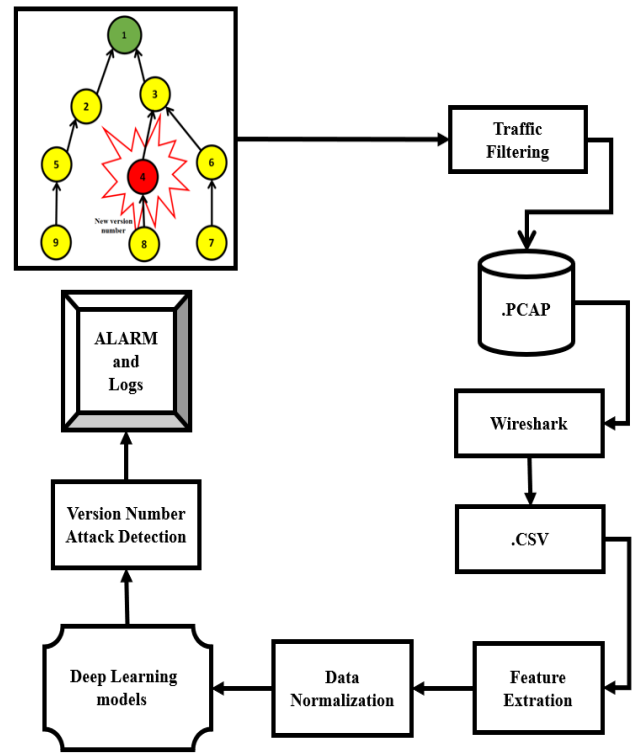 1
2
3
5
4
6
New version
number
9
8
7
Traffic
Filtering
.PCAP
Wireshark
.CSV
Feature
Extration
Data
Normalization
Deep Learning
models
Version Number
Attack Detection
ALARM
and
Logs